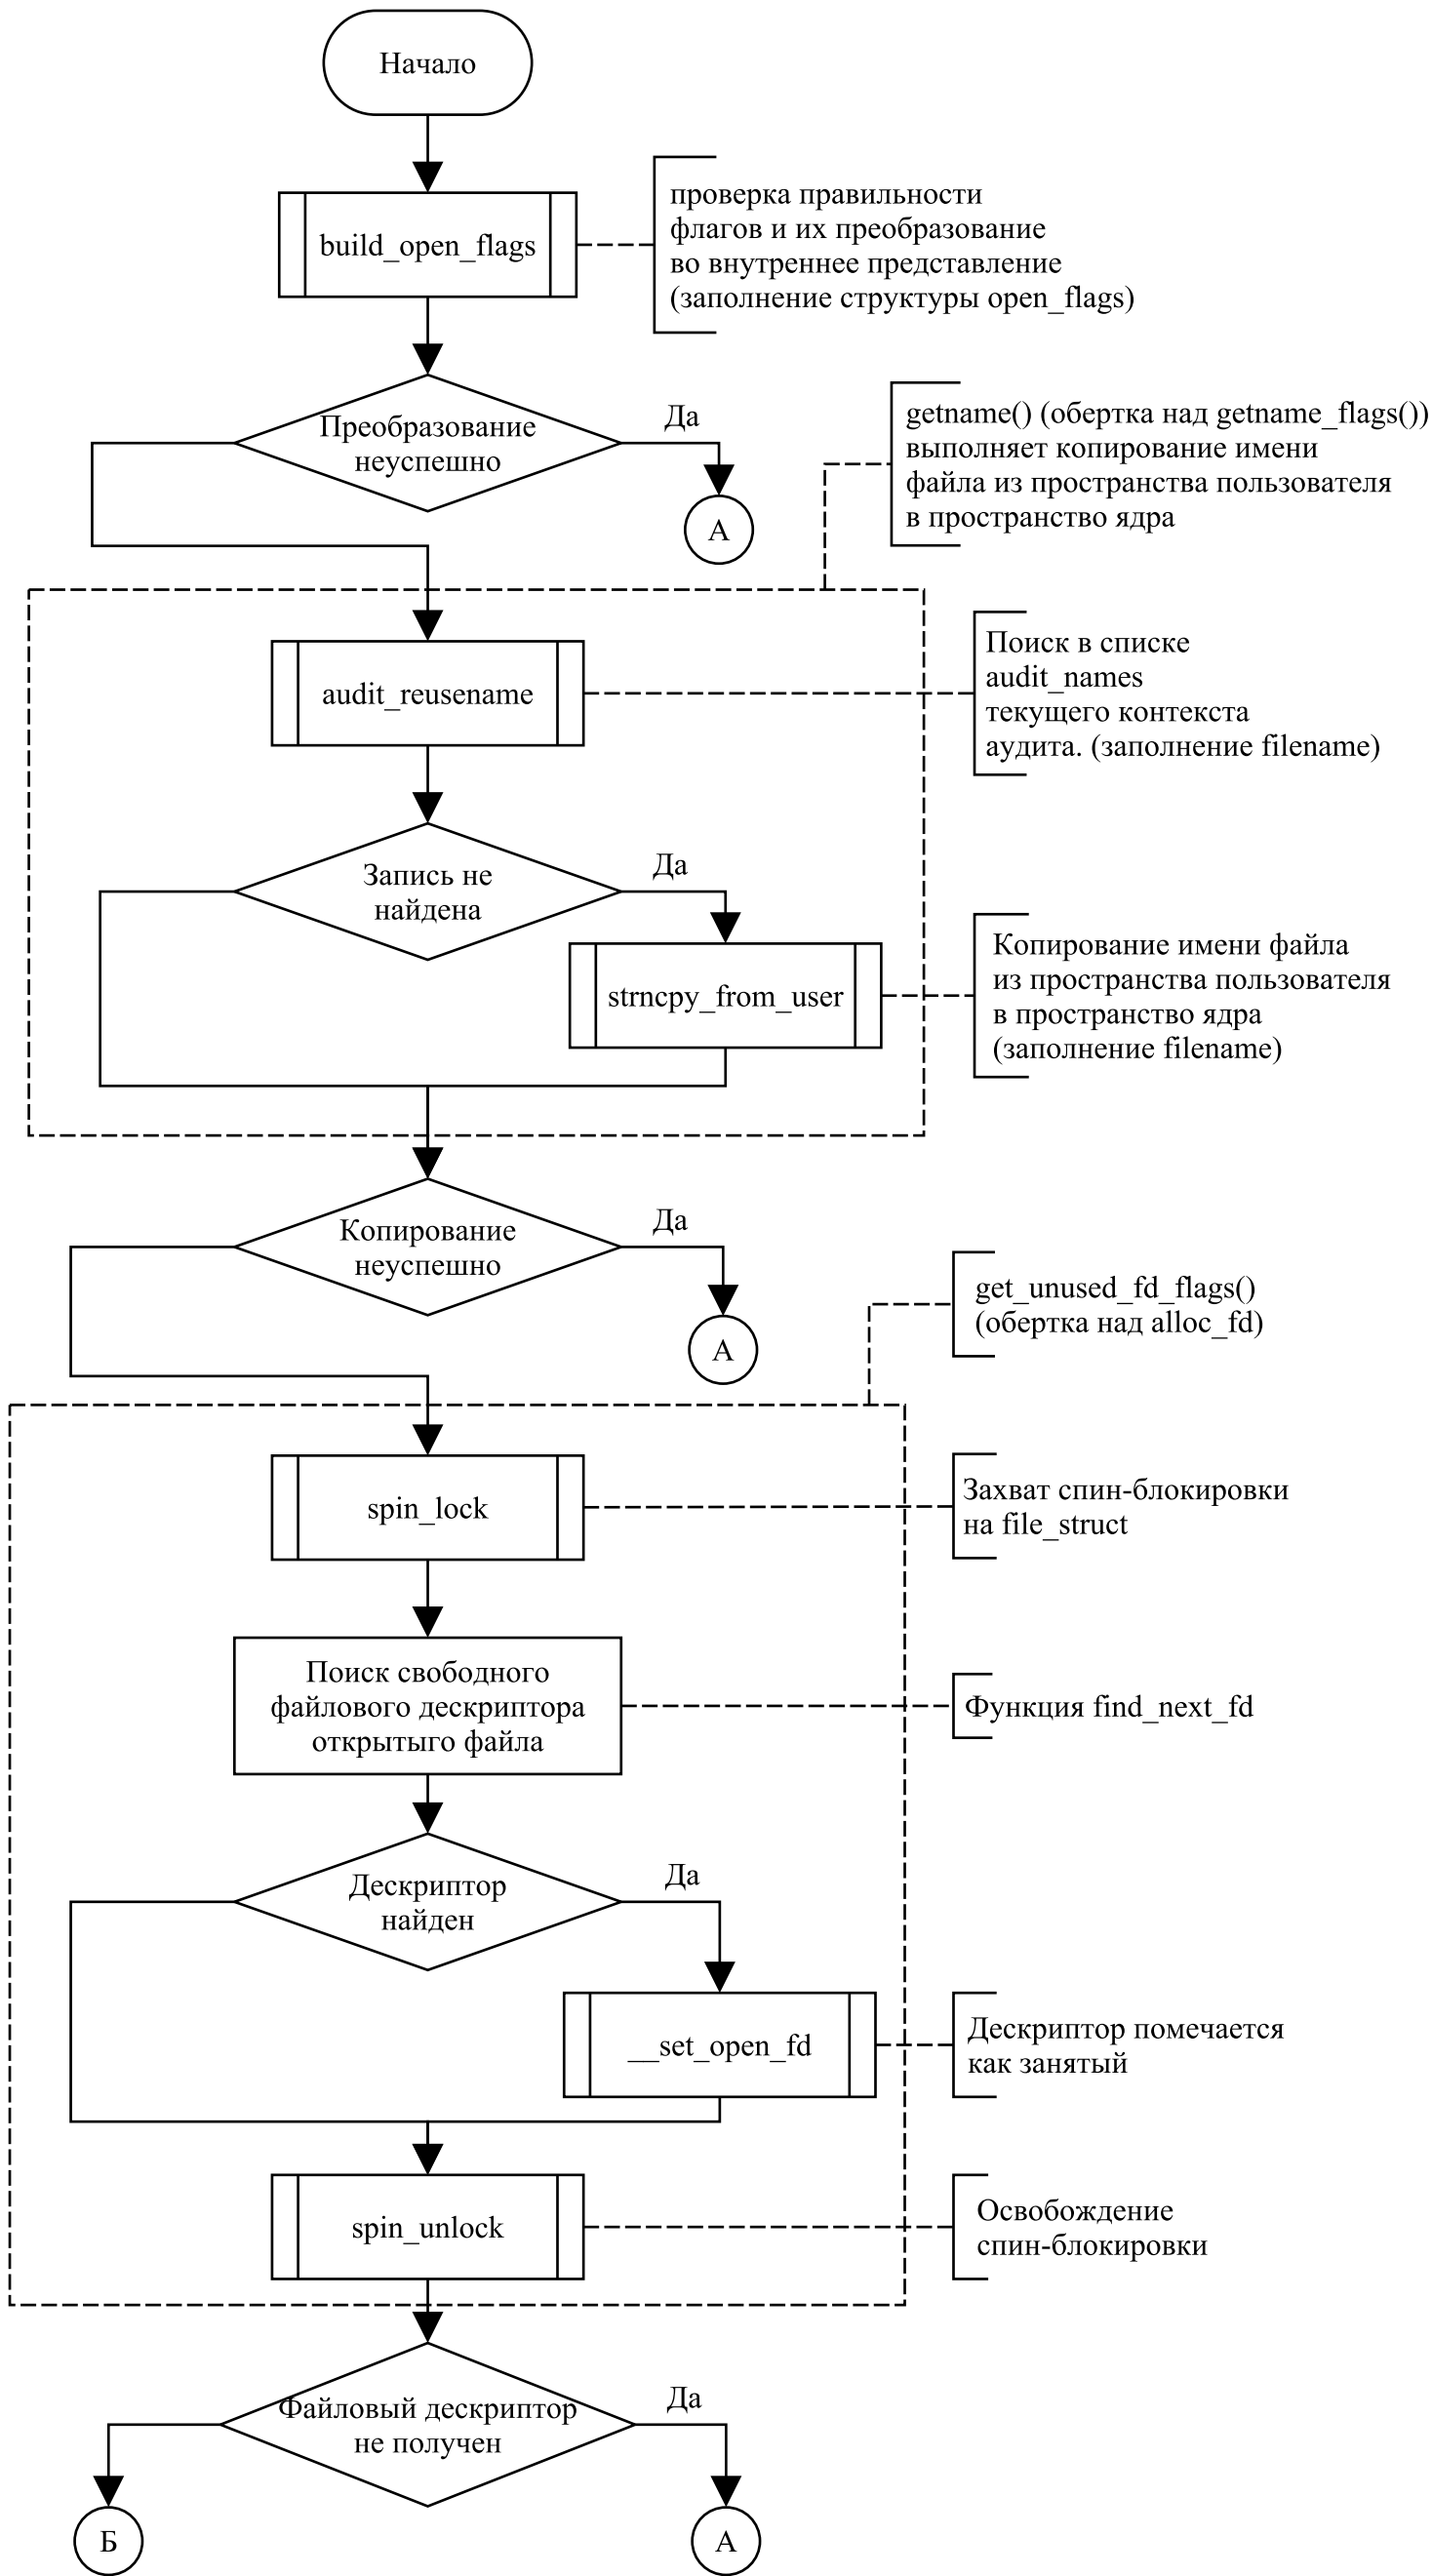 Начало
build_open_flags
проверка правильности
флагов и их преобразование
во внутреннее представление
(заполнение структуры open_flags)
Преобразование
неуспешно
Да
А
getname() (обертка над getname_flags())
выполняет копирование имени
файла из пространства пользователя
в пространство ядра
audit_reusename
Поиск в списке
audit_names
текущего контекста
аудита. (заполнение filename)
Запись не
найдена
Да
strncpy_from_user
Копирование имени файла
из пространства пользователя
в пространство ядра
(заполнение filename)
Копирование
неуспешно
Да
А
get_unused_fd_flags()
(обертка над alloc_fd)
spin_lock
Захват спин-блокировки
на file_struct
Поиск свободного
файлового дескриптора
открытыго файла
Функция find_next_fd
Дескриптор
найден
Да
__set_open_fd
Дескриптор помечается
как занятый
spin_unlock
Освобождение
спин-блокировки
Файловый дескриптор
не получен
Да
Б
А